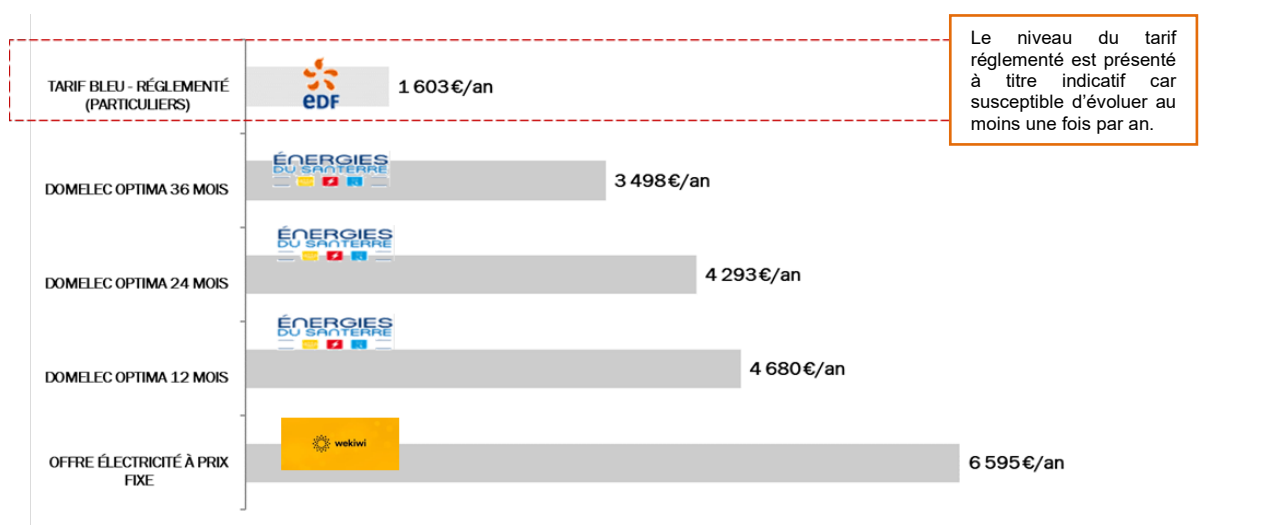 Le niveau du tarif
réglementé est présenté
à titre indicatif car
susceptible d'évoluer au
moins une fois par an.
TARIF BLEU - RÉGLEMENTÉ
(PARTICULIERS)
eDF
1 603€/an
DOMELEC OPTIMA 36 MOIS
ÉNERGIES
DU SANTERRE
3 498€/an
DOMELEC OPTIMA 24 MOIS
ÉNERGIES
DU SANTERRE
4 293€/an
DOMELEC OPTIMA 12 MOIS
ÉNERGIES
DU SANTERRE
4 680€/an
OFFRE ÉLECTRICITÉ À PRIX
FIXE
wekiwi
6 595€/an